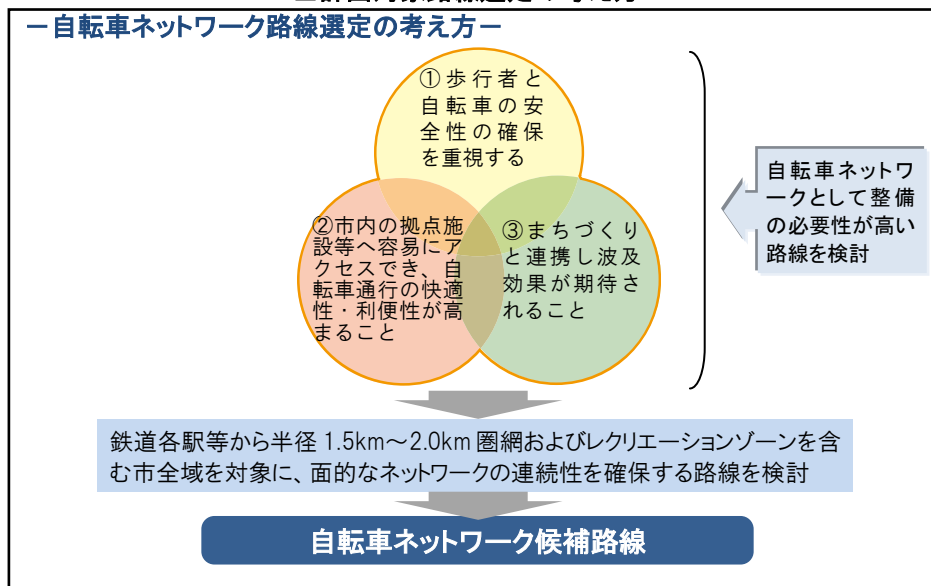 －自転車ネットワーク路線選定の考え方－
①歩行者と
自転車の安
全性の確保
を重視する
②市内の拠点施
設等へ容易にア
クセスでき、自
転車通行の快適
性・利便性が高
まること
③まちづくり
と連携し波及
効果が期待さ
れること
自転車ネットワ
ークとして整備
の必要性が高い
路線を検討
鉄道各駅等から半径 1.5km～2.0km 圏網およびレクリエーションゾーンを含
む市全域を対象に、面的なネットワークの連続性を確保する路線を検討
自転車ネットワーク候補路線